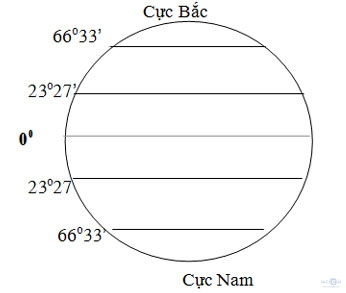 Cực Bắc
66⁰33'
23⁰27'
0⁰
23⁰27
66⁰33'
Cực Nam